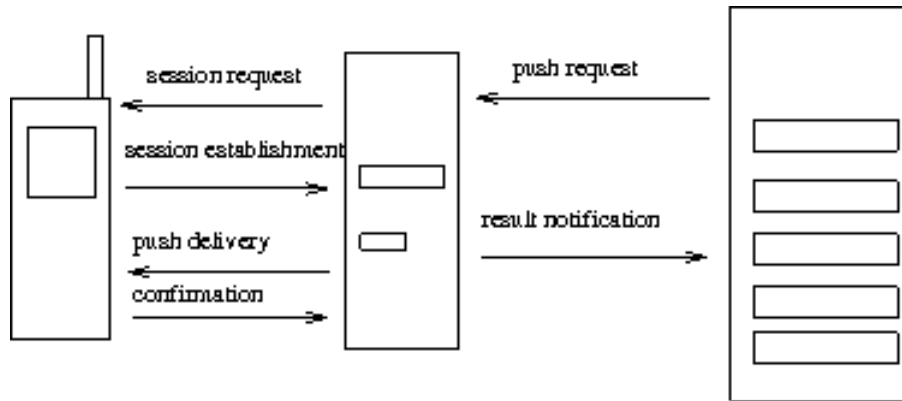 session request
push request
session establishment
result notification
push delivery
confirmation